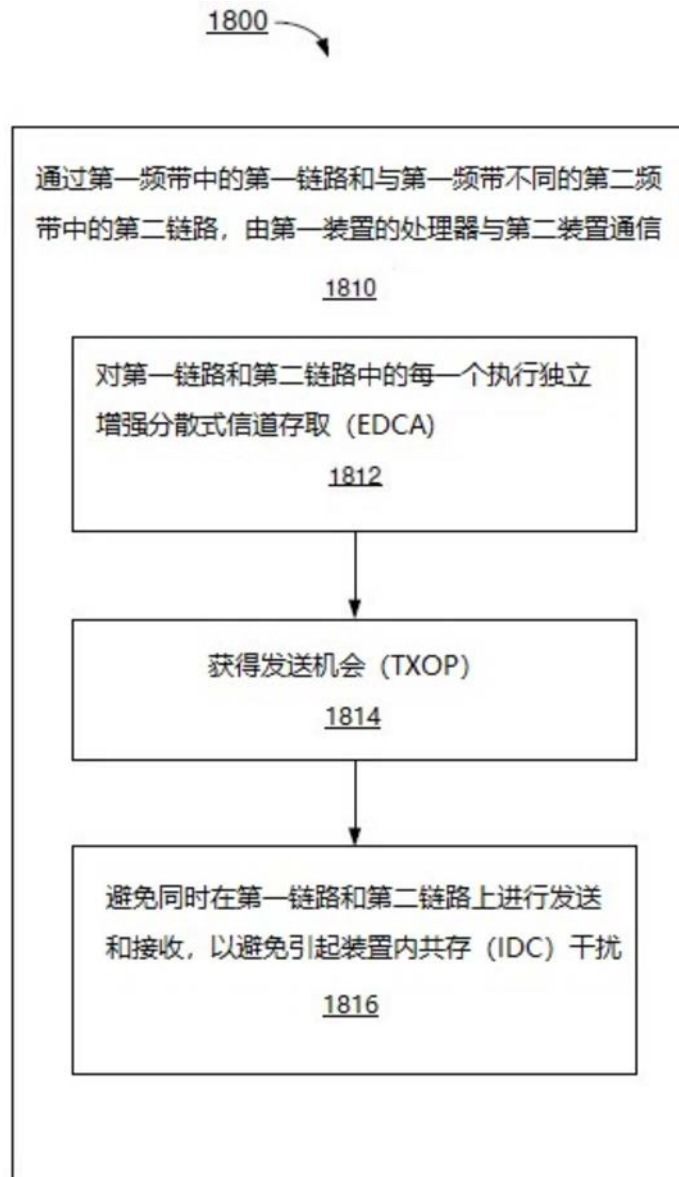 1800
通过第一频带中的第一链路和与第一频带不同的第二频
带中的第二链路，由第一装置的处理器与第二装置通信
1810
对第一链路和第二链路中的每一个执行独立
增强分散式信道存取（EDCA)
1812
获得发送机会（TXOP）
1814
避免同时在第一链路和第二链路上进行发送
和接收，以避免引起装置内共存（IDC）干扰
1816